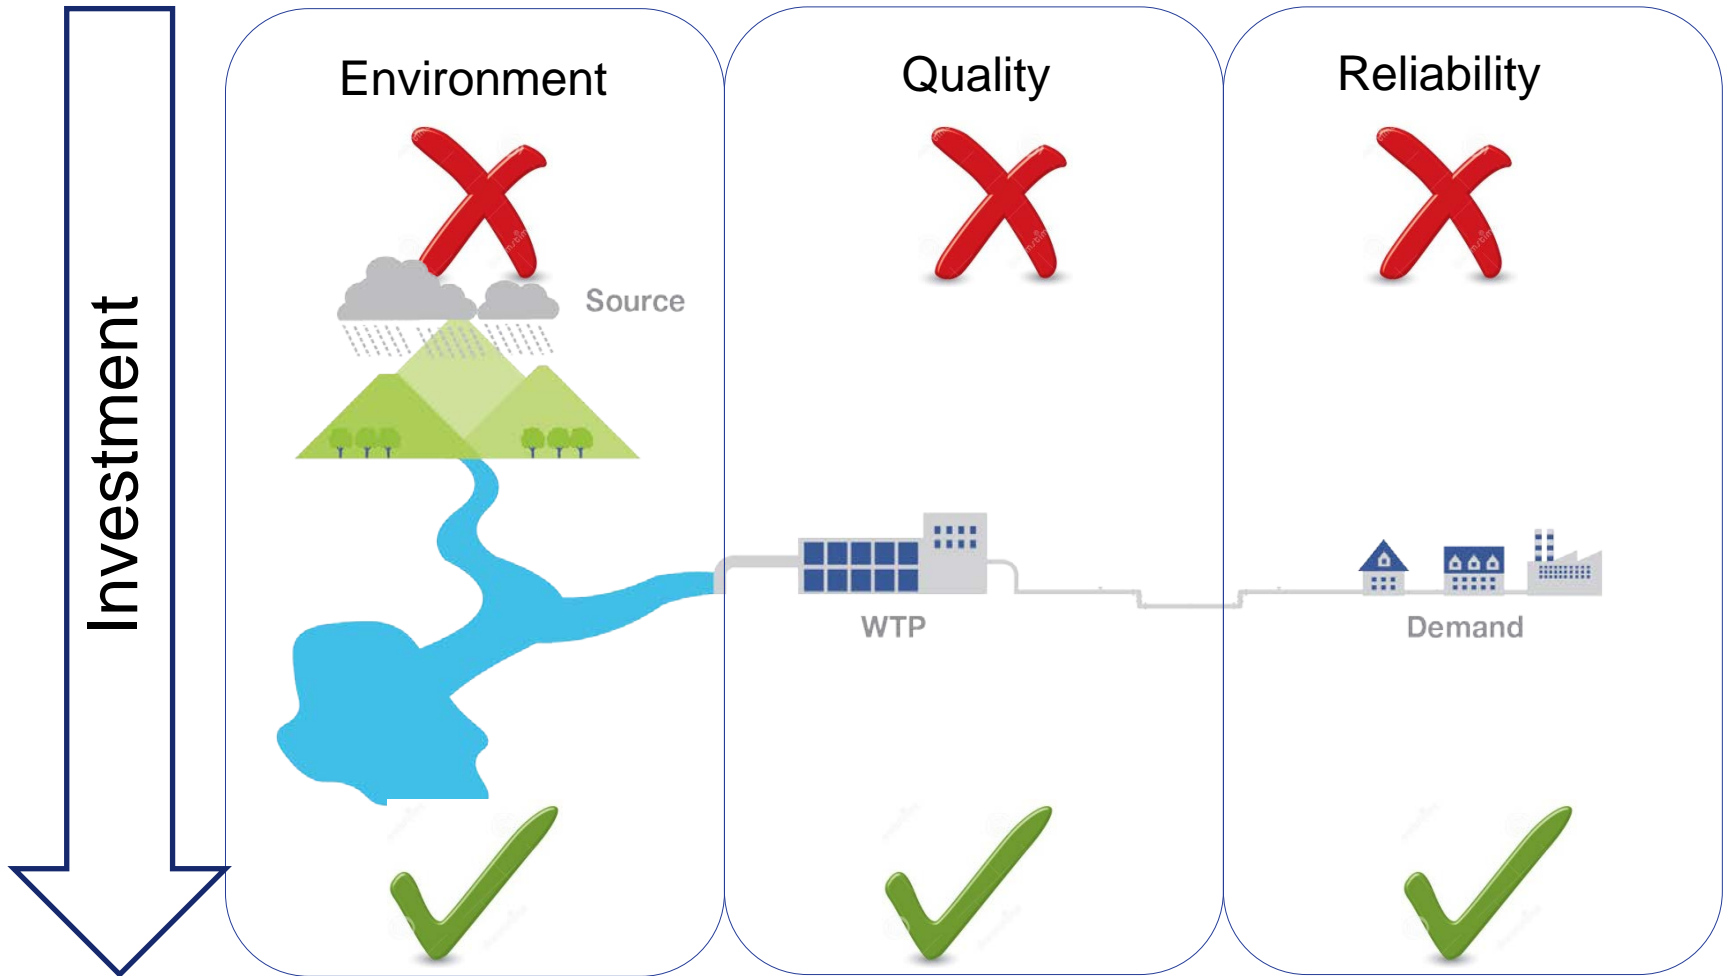 Environment
Quality
Reliability
Source
Investment
WTP
Demand